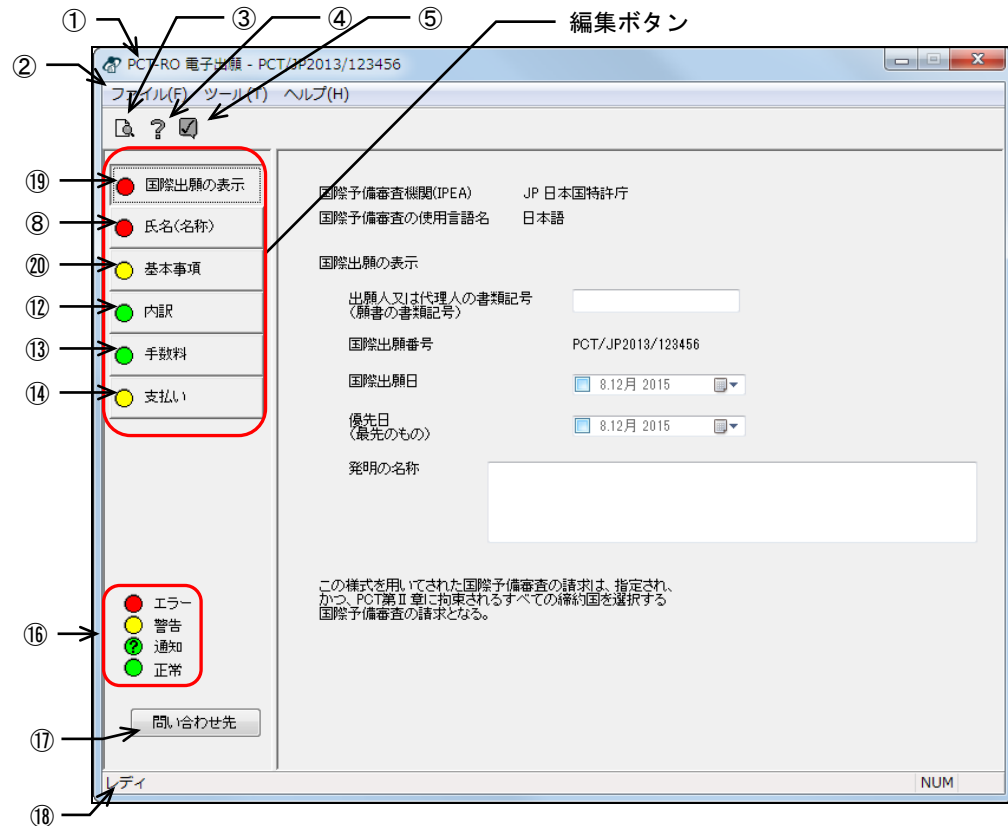 ① ③ ④ ⑤ 編集ボタン
②
PCT-RO 電子出願 - PCT/JP2013/123456
ファイル(F) ツール(T) ヘルプ(H)
⑲ 国際出願の表示
⑧ 氏名(名称)
⑳ 基本事項
⑫ 内訳
⑬ 手数料
⑭ 支払い
国際予備審査機関(IPEA) JP 日本国特許庁
国際予備審査の使用言語名 日本語
国際出願の表示
出願人又は代理人の書類記号
(願書の書類記号)
国際出願番号 PCT/JP2013/123456
国際出願日 8.12月 2015
優先日
(最先のもの) 8.12月 2015
発明の名称
この様式を用いてされた国際予備審査の請求は、指定され、
かつ、PCT第Ⅱ章に拘束されるすべての締約国を選択する
国際予備審査の請求となる。
⑯
エラー
警告
? 通知
正常
⑰ 問い合わせ先
レディ NUM
⑱